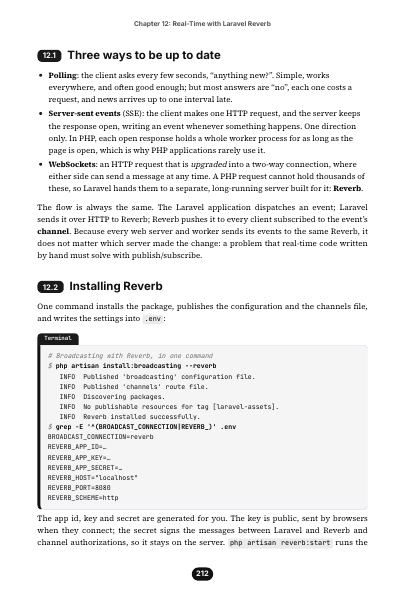 Chapter 12: Real-Time with Laravel Reverb
12.1 Three ways to be up to date
• Polling: the client asks every few seconds, “anything new?”. Simple, works
everywhere, and often good enough; but most answers are “no”, each one costs a
request, and news arrives up to one interval late.
• Server-sent events (SSE): the client makes one HTTP request, and the server keeps
the response open, writing an event whenever something happens. One direction
only. In PHP, each open response holds a whole worker process for as long as the
page is open, which is why PHP applications rarely use it.
• WebSockets: an HTTP request that is upgraded into a two-way connection, where
either side can send a message at any time. A PHP request cannot hold thousands of
these, so Laravel hands them to a separate, long-running server built for it: Reverb.
The flow is always the same. The Laravel application dispatches an event; Laravel
sends it over HTTP to Reverb; Reverb pushes it to every client subscribed to the event’s
channel. Because every web server and worker sends its events to the same Reverb, it
does not matter which server made the change: a problem that real-time code written
by hand must solve with publish/subscribe.
12.2 Installing Reverb
One command installs the package, publishes the configuration and the channels file,
and writes the settings into .env:
Terminal
# Broadcasting with Reverb, in one command
$ php artisan install:broadcasting --reverb
INFO Published 'broadcasting' configuration file.
INFO Published 'channels' route file.
INFO Discovering packages.
INFO No publishable resources for tag [laravel-assets].
INFO Reverb installed successfully.
$ grep -E '^(BROADCAST_CONNECTION|REVERB_)' .env
BROADCAST_CONNECTION=reverb
REVERB_APP_ID=…
REVERB_APP_KEY=…
REVERB_APP_SECRET=…
REVERB_HOST="localhost"
REVERB_PORT=8080
REVERB_SCHEME=http
The app id, key and secret are generated for you. The key is public, sent by browsers
when they connect; the secret signs the messages between Laravel and Reverb and
channel authorizations, so it stays on the server. php artisan reverb:start runs the
212